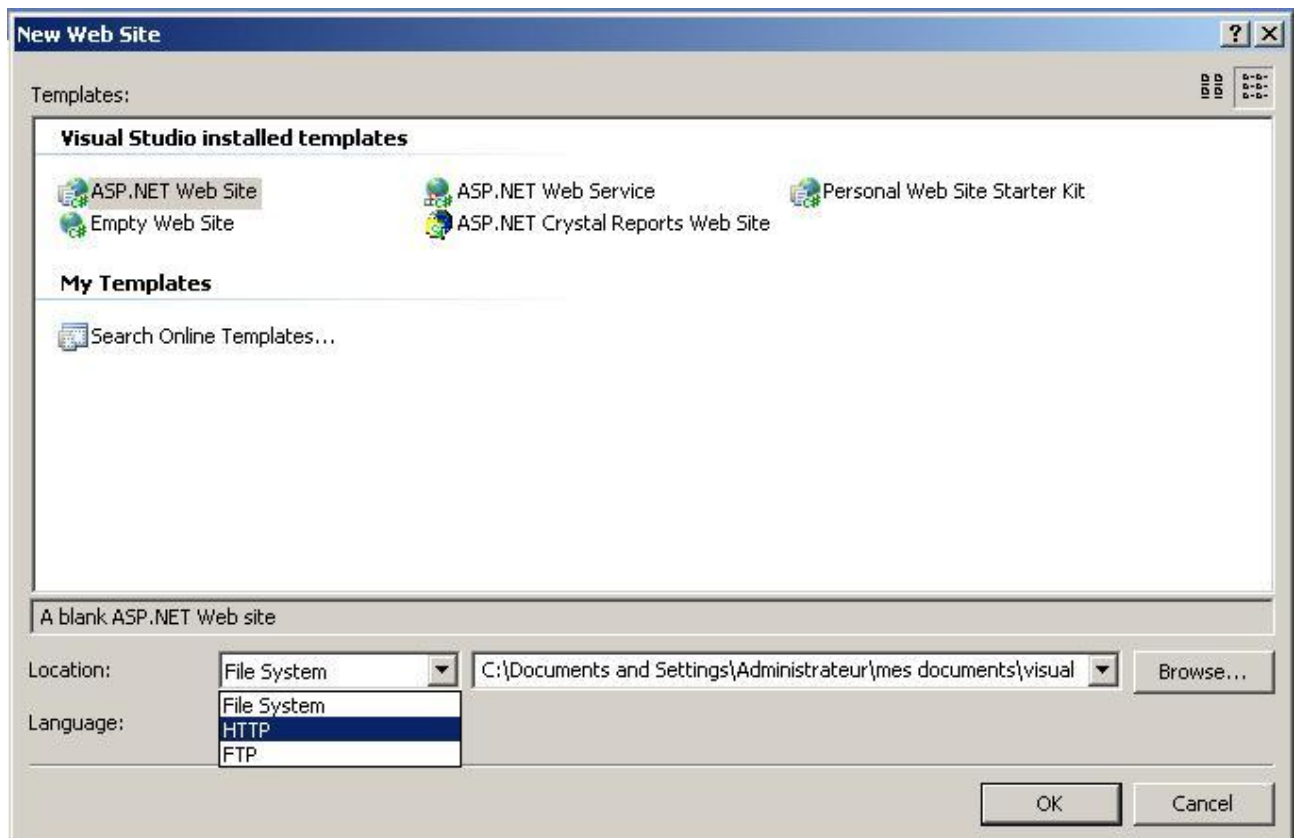 New Web Site
Templates:
Visual Studio installed templates
ASP.NET Web Site
ASP.NET Web Service
Personal Web Site Starter Kit
Empty Web Site
ASP.NET Crystal Reports Web Site
My Templates
Search Online Templates...
A blank ASP.NET Web site
Location:
File System
C:\Documents and Settings\Administrateur\mes documents\visual
Browse...
File System
Language:
HTTP
FTP
OK
Cancel